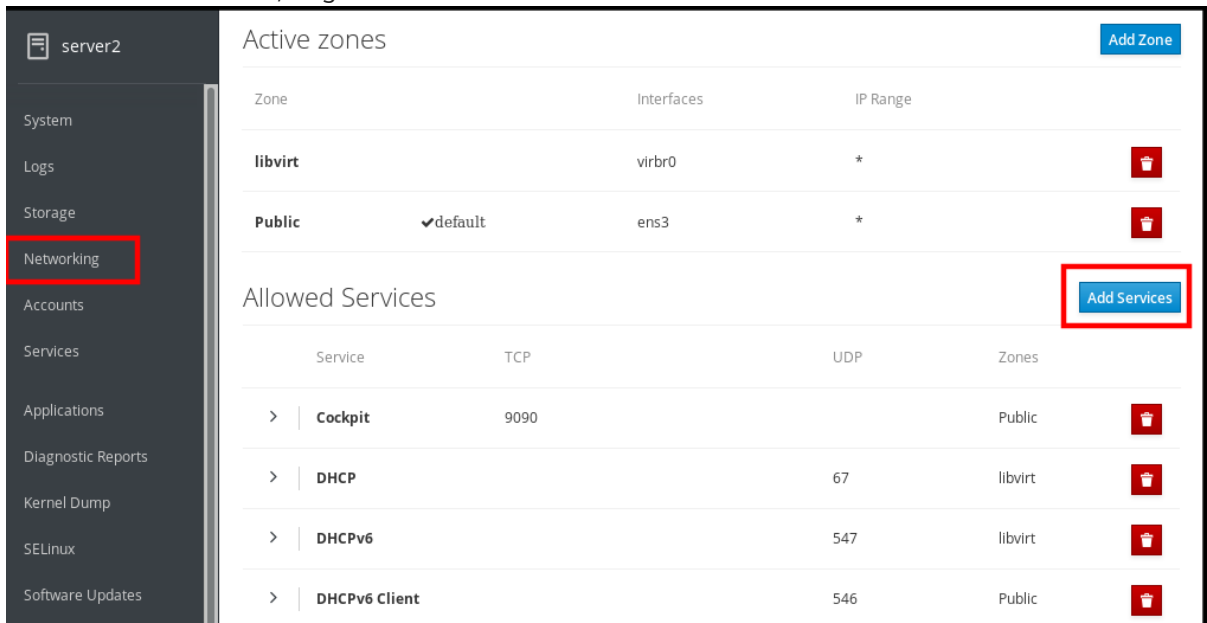 server2
System
Logs
Storage
Networking
Accounts
Services
Applications
Diagnostic Reports
Kernel Dump
SELinux
Software Updates
Active zones Add Zone
Zone Interfaces IP Range
libvirt virbr0 *
Public ✔default ens3 *
Allowed Services Add Services
Service TCP UDP Zones
Cockpit 9090 Public
DHCP 67 libvirt
DHCPv6 547 libvirt
DHCPv6 Client 546 Public